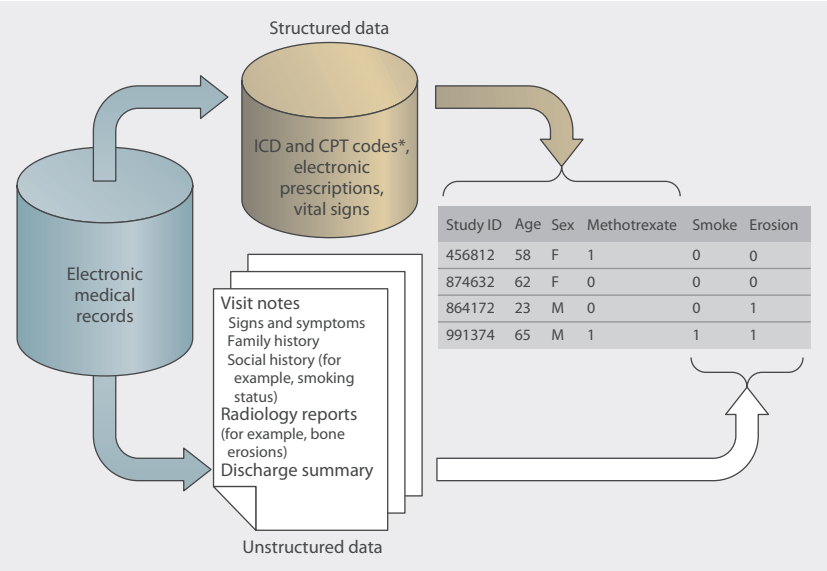 Structured data
ICD and CPT codes*,
electronic
prescriptions,
vital signs
Electronic
medical
records
Study ID Age Sex Methotrexate Smoke Erosion
456812 58 F 1 0 0
874632 62 F 0 0 0
864172 23 M 0 0 1
991374 65 M 1 1 1
Visit notes
Signs and symptoms
Family history
Social history (for
example, smoking
status)
Radiology reports
(for example, bone
erosions)
Discharge summary
Unstructured data